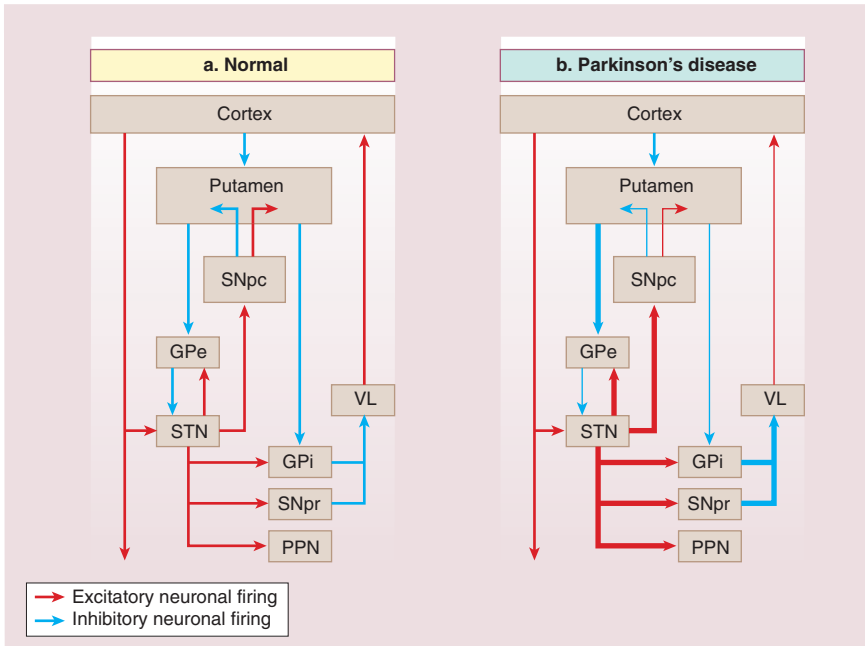 a. Normal
Cortex
Putamen
SNpc
GPe
VL
STN
GPi
SNpr
PPN
b. Parkinson's disease
Cortex
Putamen
SNpc
GPe
VL
STN
GPi
SNpr
PPN
Excitatory neuronal firing
Inhibitory neuronal firing